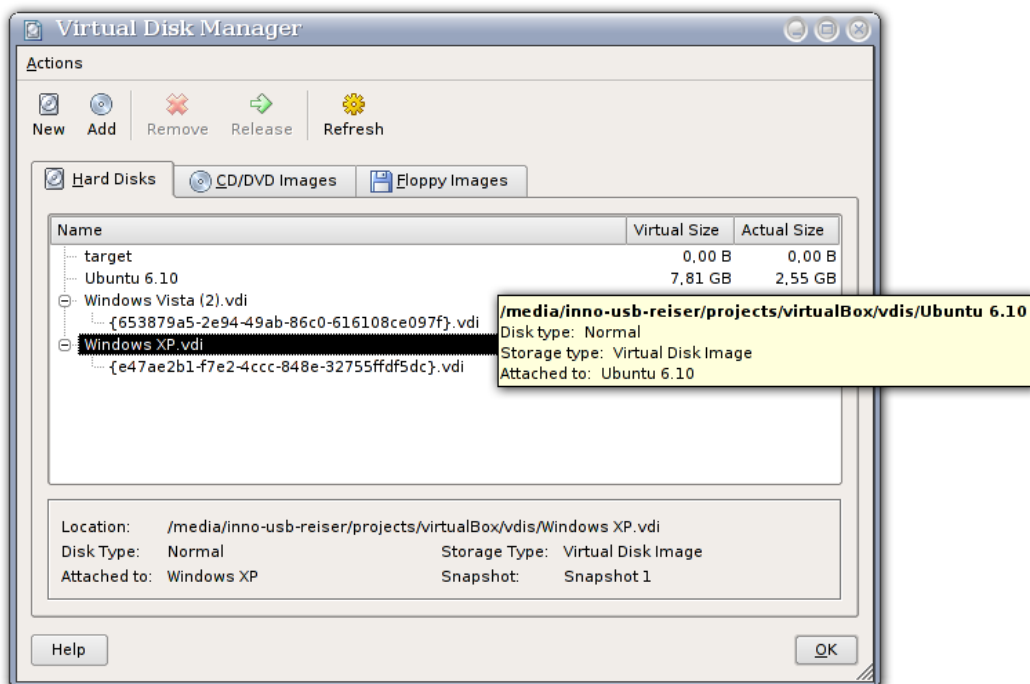 Virtual Disk Manager
Actions
New Add Remove Release Refresh
Hard Disks CD/DVD Images Floppy Images
Name Virtual Size Actual Size
target 0,00 B 0,00 B
Ubuntu 6.10 7,81 GB 2,55 GB
Windows Vista (2).vdi
{653879a5-2e94-49ab-86c0-616108ce097f}.vdi
Windows XP.vdi
{e47ae2b1-f7e2-4ccc-848e-32755ffdf5dc}.vdi
/media/inno-usb-reiser/projects/virtualBox/vdis/Ubuntu 6.10
Disk type: Normal
Storage type: Virtual Disk Image
Attached to: Ubuntu 6.10
Location: /media/inno-usb-reiser/projects/virtualBox/vdis/Windows XP.vdi
Disk Type: Normal Storage Type: Virtual Disk Image
Attached to: Windows XP Snapshot: Snapshot 1
Help OK